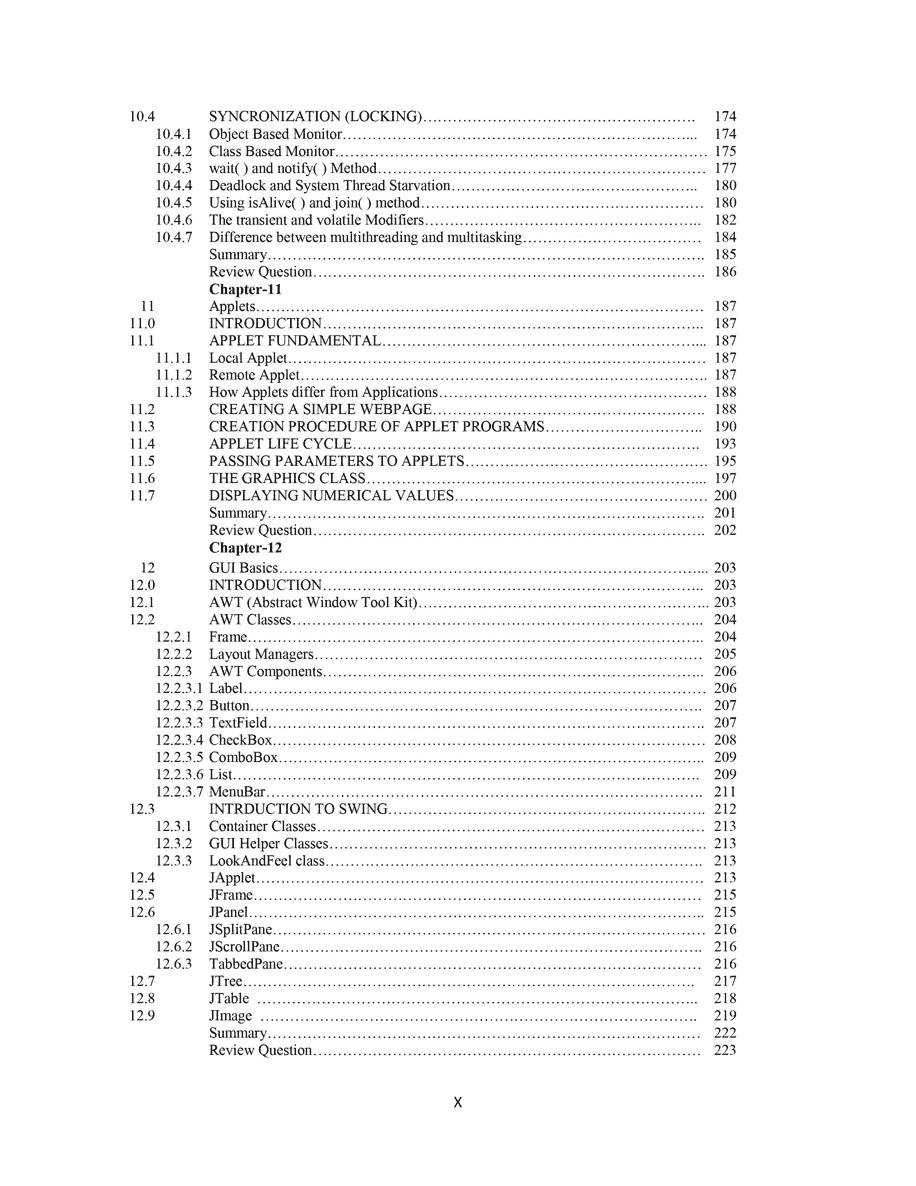 10.4 SYNCRONIZATION (LOCKING)………………………………………………. 174
10.4.1 Object Based Monitor……………………………………………………………... 174
10.4.2 Class Based Monitor………………………………………………………………… 175
10.4.3 wait( ) and notify( ) Method………………………………………………………… 177
10.4.4 Deadlock and System Thread Starvation………………………………………….. 180
10.4.5 Using isAlive( ) and join( ) method………………………………………………… 180
10.4.6 The transient and volatile Modifiers……………………………………………….. 182
10.4.7 Difference between multithreading and multitasking……………………………… 184
Summary……………………………………………………………………………. 185
Review Question……………………………………………………………………. 186
Chapter-11
11 Applets……………………………………………………………………………… 187
11.0 INTRODUCTION………………………………………………………………….. 187
11.1 APPLET FUNDAMENTAL………………………………………………………... 187
11.1.1 Local Applet………………………………………………………………………… 187
11.1.2 Remote Applet………………………………………………………………………. 187
11.1.3 How Applets differ from Applications……………………………………………… 188
11.2 CREATING A SIMPLE WEBPAGE………………………………………………. 188
11.3 CREATION PROCEDURE OF APPLET PROGRAMS………………………….. 190
11.4 APPLET LIFE CYCLE……………………………………………………………. 193
11.5 PASSING PARAMETERS TO APPLETS…………………………………………. 195
11.6 THE GRAPHICS CLASS…………………………………………………………... 197
11.7 DISPLAYING NUMERICAL VALUES…………………………………………… 200
Summary……………………………………………………………………………. 201
Review Question……………………………………………………………………. 202
Chapter-12
12 GUI Basics…………………………………………………………………………... 203
12.0 INTRODUCTION………………………………………………………………….. 203
12.1 AWT (Abstract Window Tool Kit)………………………………………………….. 203
12.2 AWT Classes……………………………………………………………………….. 204
12.2.1 Frame……………………………………………………………………………….. 204
12.2.2 Layout Managers…………………………………………………………………… 205
12.2.3 AWT Components………………………………………………………………….. 206
12.2.3.1 Label………………………………………………………………………………… 206
12.2.3.2 Button………………………………………………………………………………. 207
12.2.3.3 TextField……………………………………………………………………………. 207
12.2.3.4 CheckBox…………………………………………………………………………… 208
12.2.3.5 ComboBox………………………………………………………………………….. 209
12.2.3.6 List…………………………………………………………………………………. 209
12.2.3.7 MenuBar……………………………………………………………………………. 211
12.3 INTRDUCTION TO SWING………………………………………………………. 212
12.3.1 Container Classes…………………………………………………………………… 213
12.3.2 GUI Helper Classes…………………………………………………………………. 213
12.3.3 LookAndFeel class…………………………………………………………………. 213
12.4 JApplet……………………………………………………………………………… 213
12.5 JFrame……………………………………………………………………………… 215
12.6 JPanel……………………………………………………………………………….. 215
12.6.1 JSplitPane…………………………………………………………………………… 216
12.6.2 JScrollPane…………………………………………………………………………. 216
12.6.3 TabbedPane………………………………………………………………………… 216
12.7 JTree………………………………………………………………………………. 217
12.8 JTable …………………………………………………………………………….. 218
12.9 JImage ……………………………………………………………………………. 219
Summary…………………………………………………………………………… 222
Review Question…………………………………………………………………… 223
X